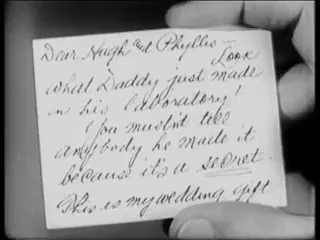 Dear Hugh and Phyllis — Look
what Daddy just made
in his laboratory!
You mustn't tell
anybody he made it
because it's a secret.
This is my wedding gift